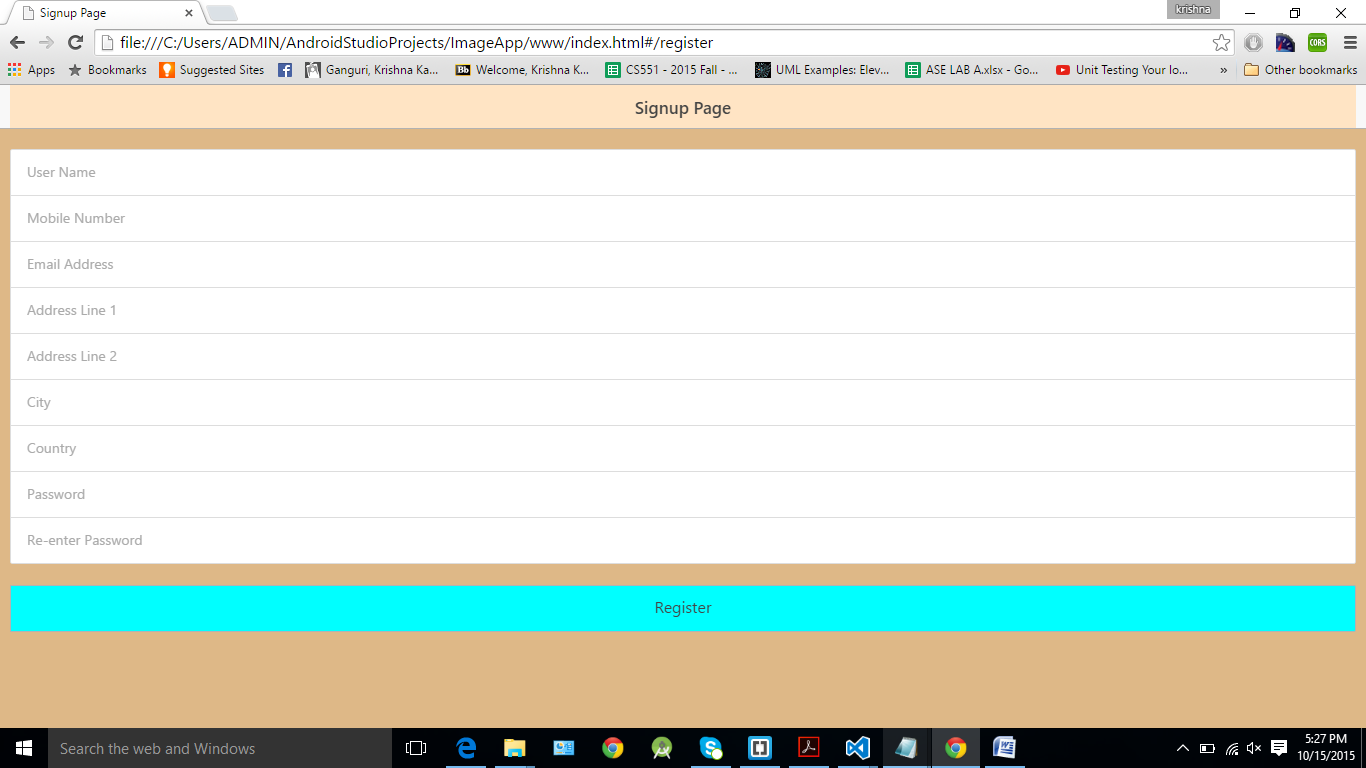 Signup Page
krishna
file:///C:/Users/ADMIN/AndroidStudioProjects/ImageApp/www/index.html#/register
CORS
Apps Bookmarks Suggested Sites Ganguri, Krishna Ka... Bb Welcome, Krishna K... CS551 - 2015 Fall - ... UML Examples: Elev... ASE LAB A.xlsx - Go... Unit Testing Your Io... » Other bookmarks
Signup Page
User Name
Mobile Number
Email Address
Address Line 1
Address Line 2
City
Country
Password
Re-enter Password
Register
Search the web and Windows
5:27 PM
10/15/2015